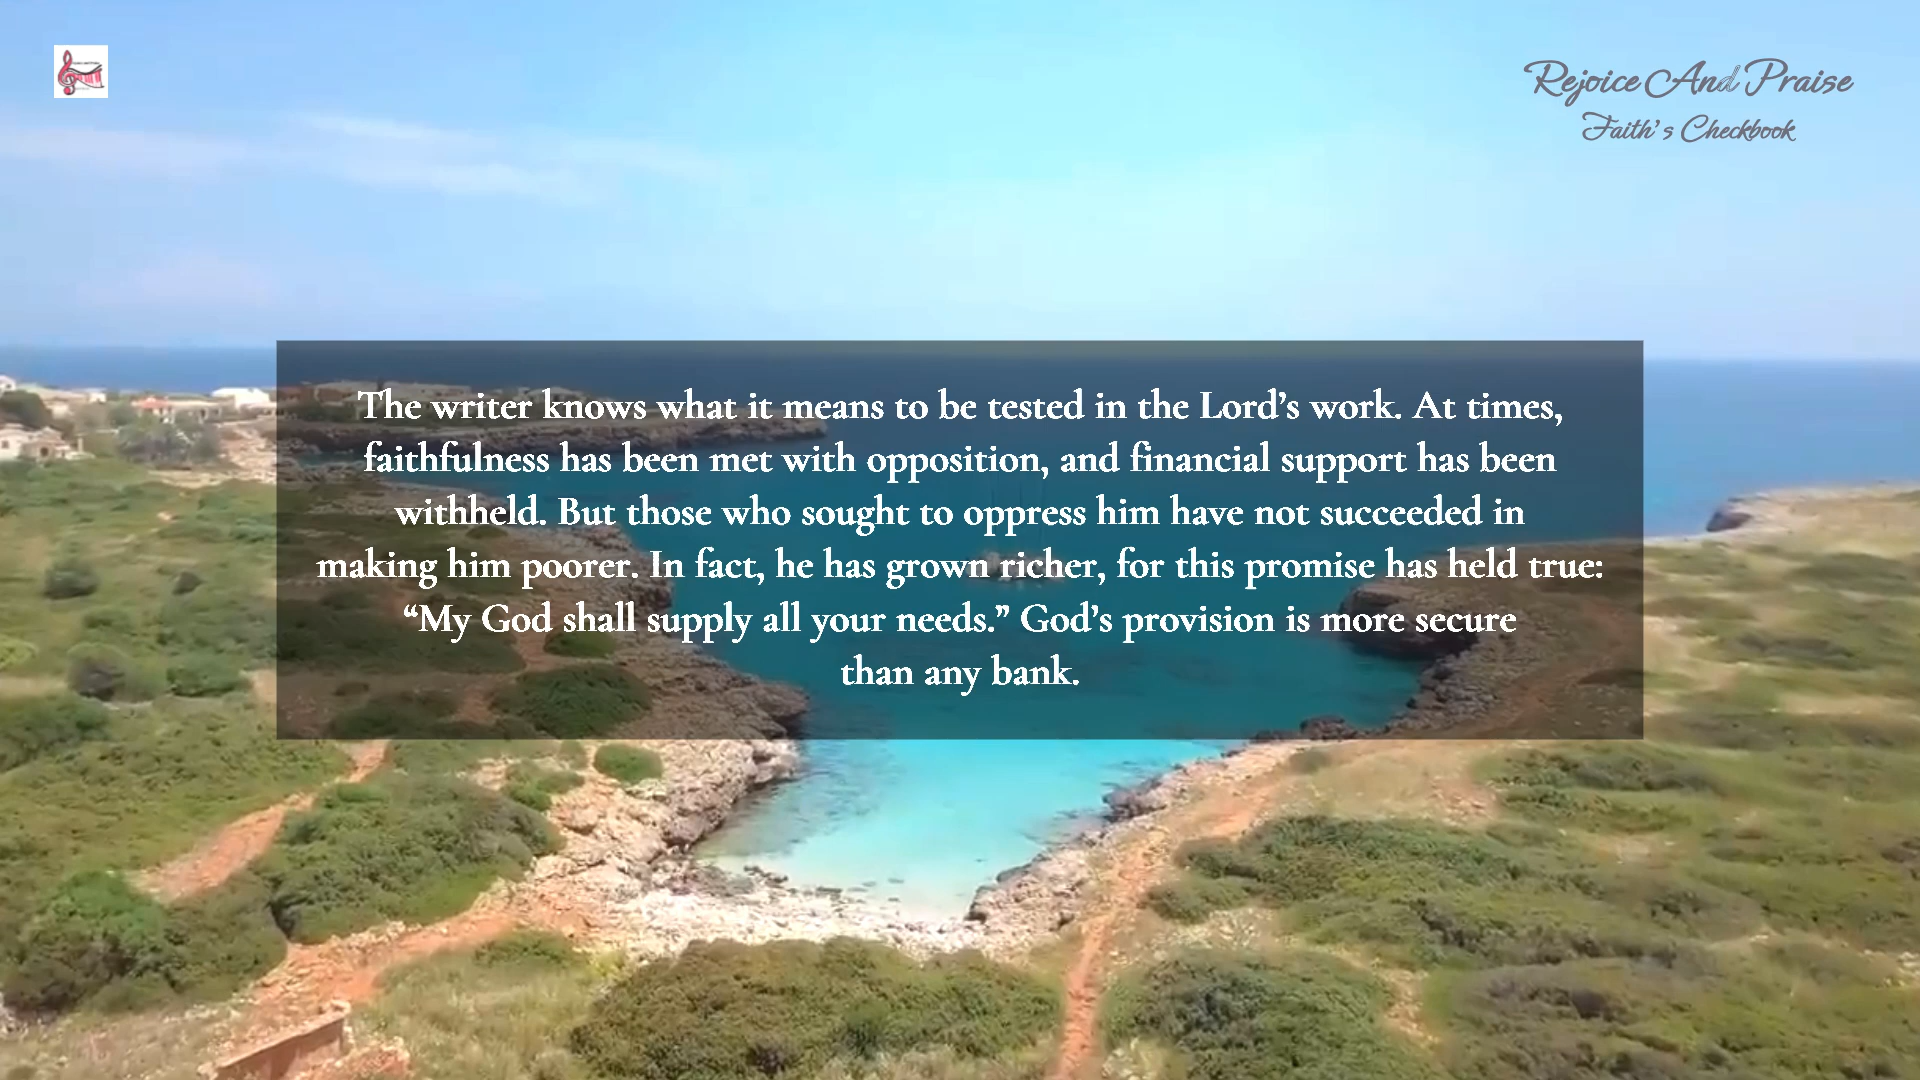 Rejoice And Praise
Faith's Checkbook
The writer knows what it means to be tested in the Lord’s work. At times,
faithfulness has been met with opposition, and financial support has been
withheld. But those who sought to oppress him have not succeeded in
making him poorer. In fact, he has grown richer, for this promise has held true:
“My God shall supply all your needs.” God’s provision is more secure
than any bank.